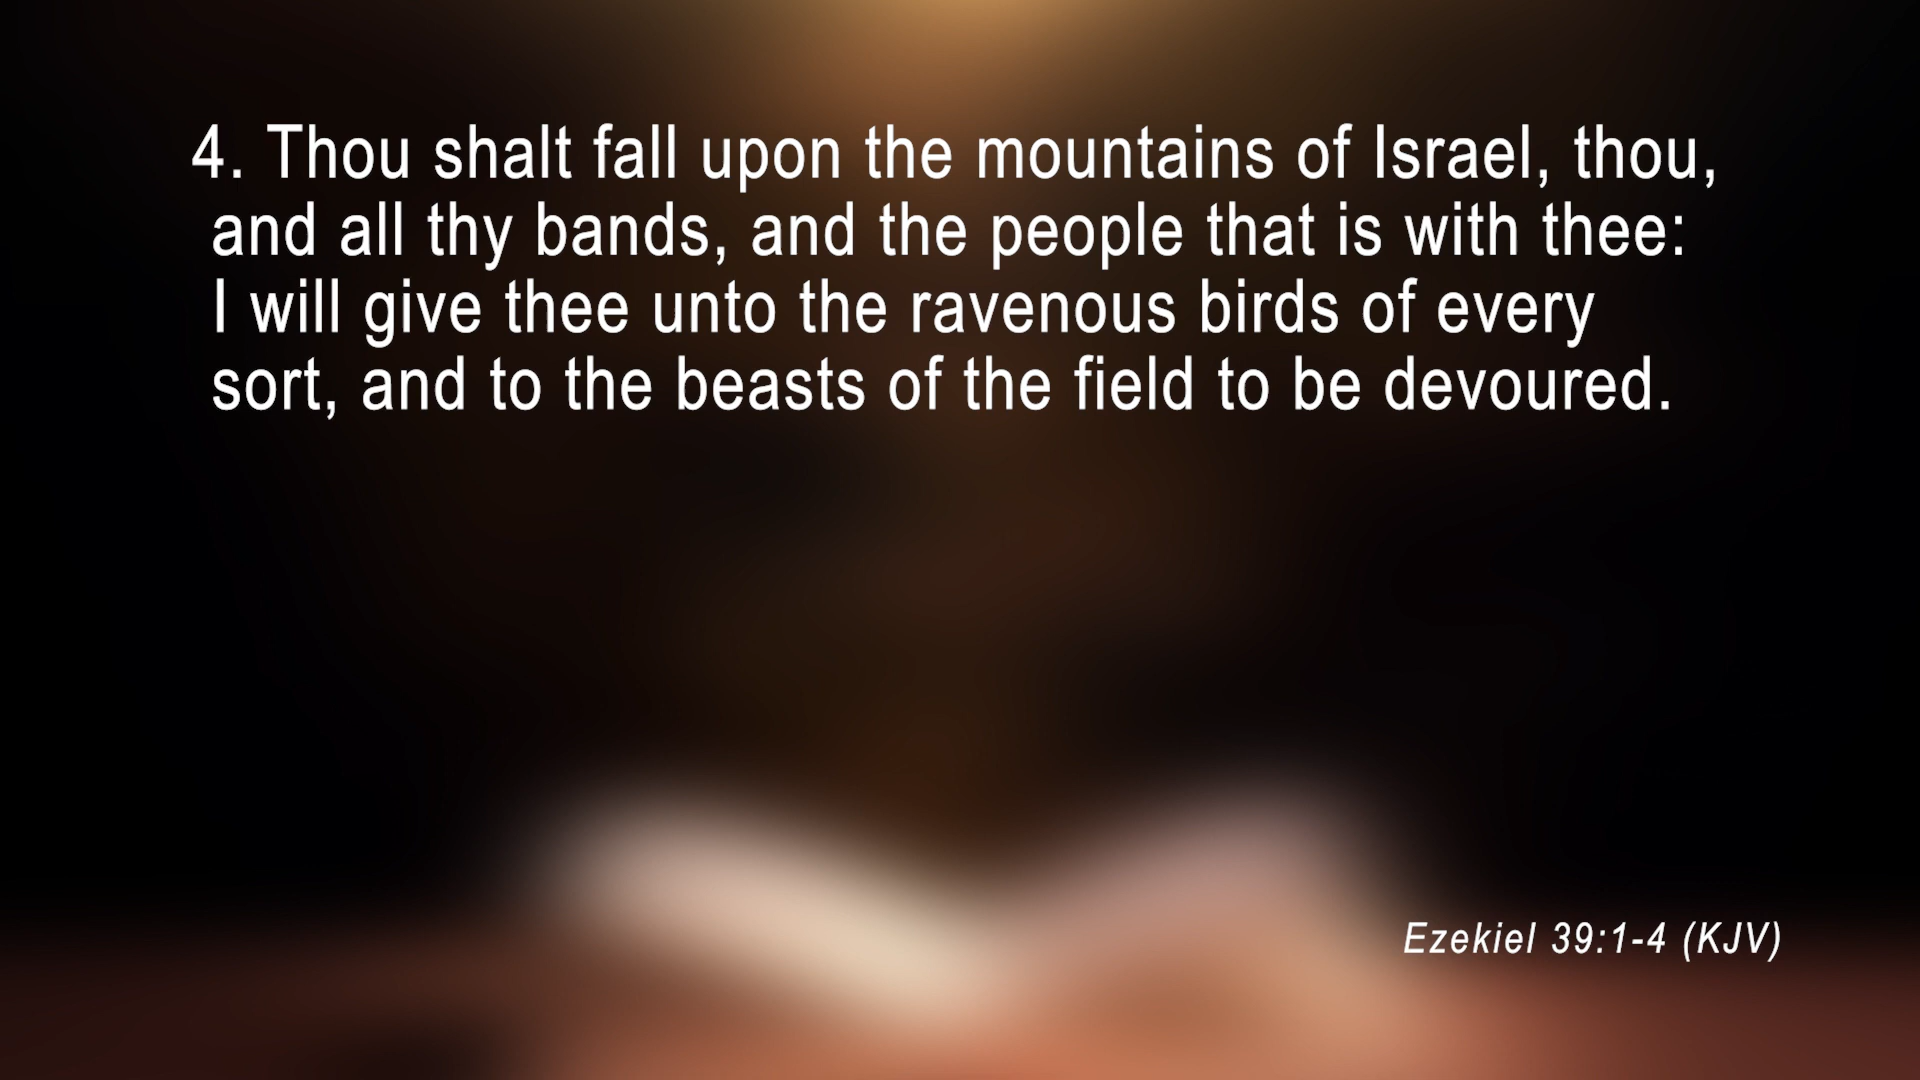 4. Thou shalt fall upon the mountains of Israel, thou,
and all thy bands, and the people that is with thee:
I will give thee unto the ravenous birds of every
sort, and to the beasts of the field to be devoured.
Ezekiel 39:1-4 (KJV)